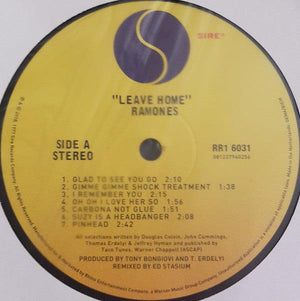 SIRE®
"LEAVE HOME"
RAMONES
SIDE A
STEREO
RR1 6031
081227940256
1. GLAD TO SEE YOU GO 2:10
2. GIMME GIMME SHOCK TREATMENT 1:38
3. I REMEMBER YOU 2:15
4. OH OH I LOVE HER SO 2:03
5. CARBONA NOT GLUE 1:51
6. SUZY IS A HEADBANGER 2:08
7. PINHEAD 2:42
All selections written by Douglas Colvin, John Cummings,
Thomas Erdelyi & Jeffrey Hyman and published by
Taco Tunes, Warner Chappell (ASCAP)
PRODUCED BY TONY BONGIOVI AND T. ERDELYI
REMIXED BY ED STASIUM